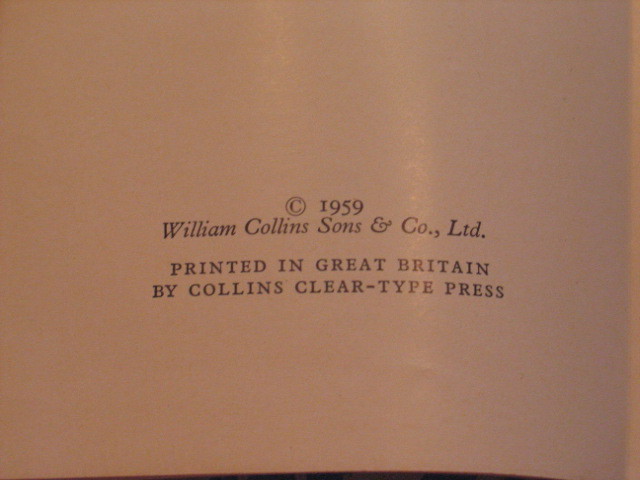 © 1959
William Collins Sons & Co., Ltd.
PRINTED IN GREAT BRITAIN
BY COLLINS CLEAR-TYPE PRESS